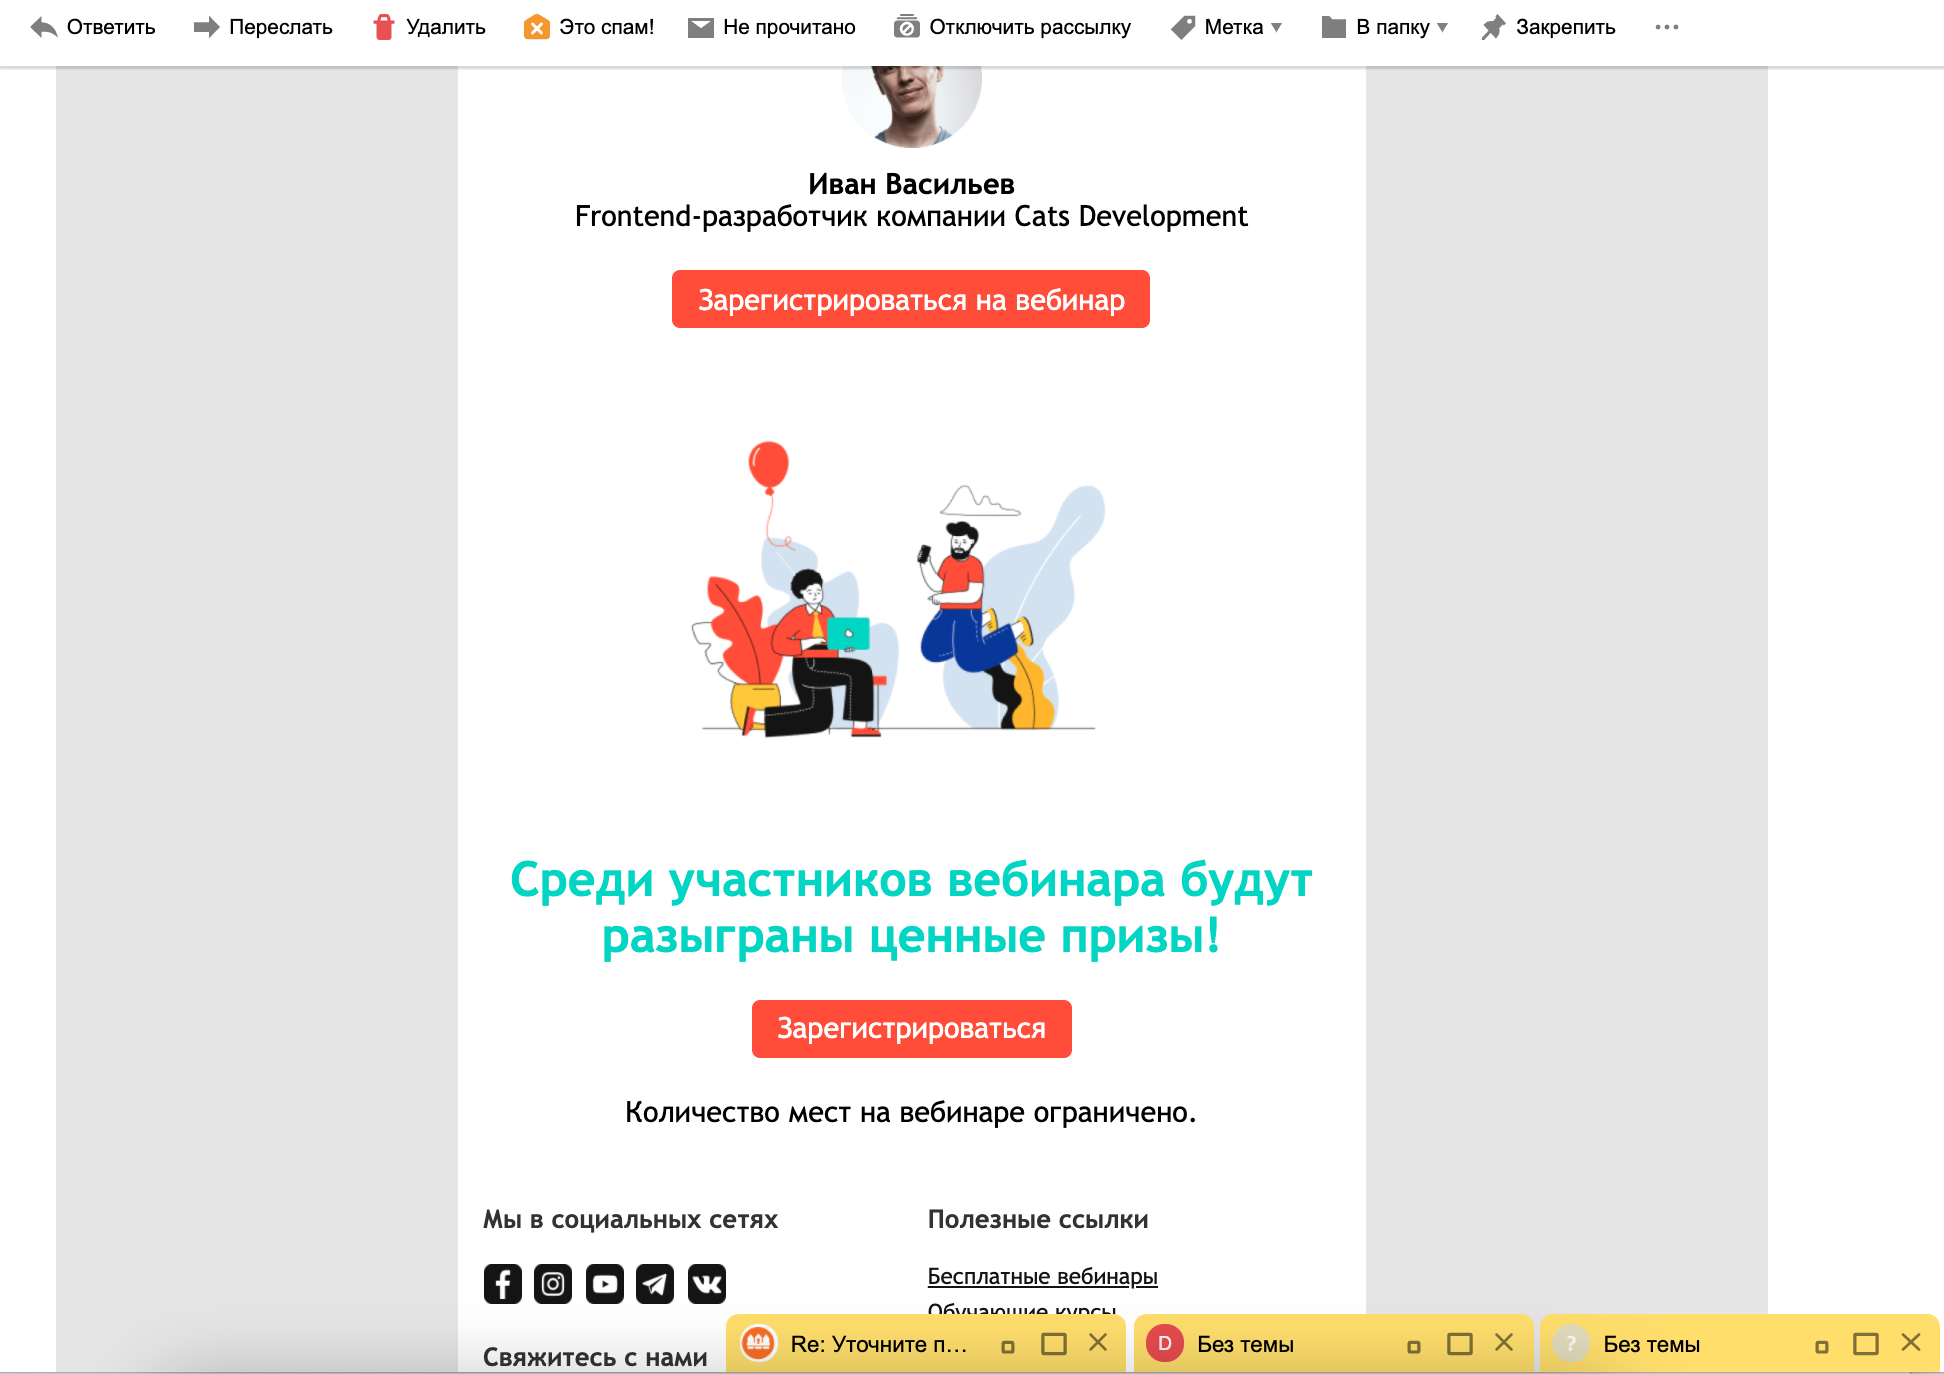 Ответить Переслать Удалить Это спам! Не прочитано Отключить рассылку Метка В папку Закрепить
Иван Васильев
Frontend-разработчик компании Cats Development
Зарегистрироваться на вебинар
Среди участников вебинара будут
разыграны ценные призы!
Зарегистрироваться
Количество мест на вебинаре ограничено.
Мы в социальных сетях
Полезные ссылки
Бесплатные вебинары
Обучающие курсы
Свяжитесь с нами
Re: Уточните п...
D Без темы
? Без темы